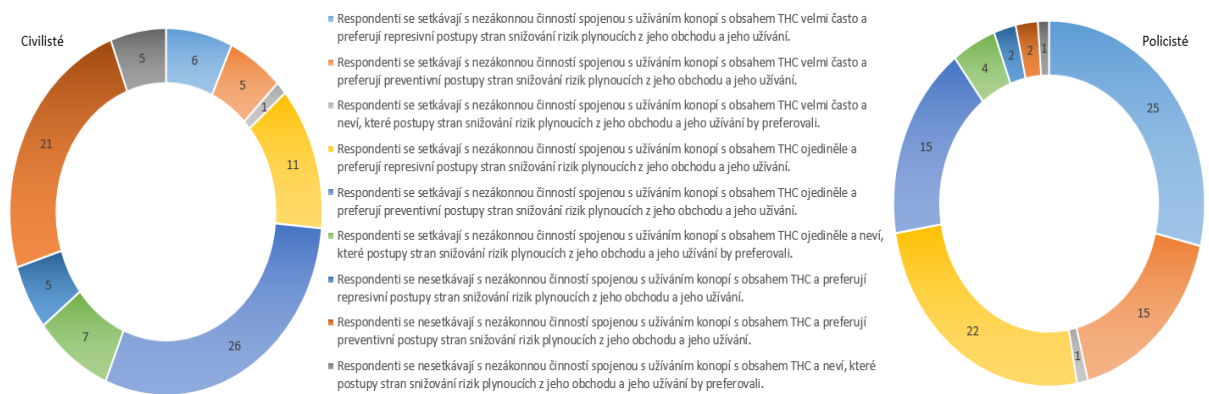 Civilisté
5
6
5
1
11
26
7
5
21
Respondenti se setkávají s nezákonnou činností spojenou s užíváním konopí s obsahem THC velmi často a
preferují represivní postupy stran snižování rizik plynoucích z jeho obchodu a jeho užívání.
Respondenti se setkávají s nezákonnou činností spojenou s užíváním konopí s obsahem THC velmi často a
preferují preventivní postupy stran snižování rizik plynoucích z jeho obchodu a jeho užívání.
Respondenti se setkávají s nezákonnou činností spojenou s užíváním konopí s obsahem THC velmi často a
neví, které postupy stran snižování rizik plynoucích z jeho obchodu a jeho užívání by preferovali.
Respondenti se setkávají s nezákonnou činností spojenou s užíváním konopí s obsahem THC ojediněle a
preferují represivní postupy stran snižování rizik plynoucích z jeho obchodu a jeho užívání.
Respondenti se setkávají s nezákonnou činností spojenou s užíváním konopí s obsahem THC ojediněle a
preferují preventivní postupy stran snižování rizik plynoucích z jeho obchodu a jeho užívání.
Respondenti se setkávají s nezákonnou činností spojenou s užíváním konopí s obsahem THC ojediněle a neví,
které postupy stran snižování rizik plynoucích z jeho obchodu a jeho užívání by preferovali.
Respondenti se nesetkávají s nezákonnou činností spojenou s užíváním konopí s obsahem THC a preferují
represivní postupy stran snižování rizik plynoucích z jeho obchodu a jeho užívání.
Respondenti se nesetkávají s nezákonnou činností spojenou s užíváním konopí s obsahem THC a preferují
preventivní postupy stran snižování rizik plynoucích z jeho obchodu a jeho užívání.
Respondenti se nesetkávají s nezákonnou činností spojenou s užíváním konopí s obsahem THC a neví, které
postupy stran snižování rizik plynoucích z jeho obchodu a jeho užívání by preferovali.
Policisté
25
15
1
22
15
4
2
2
1